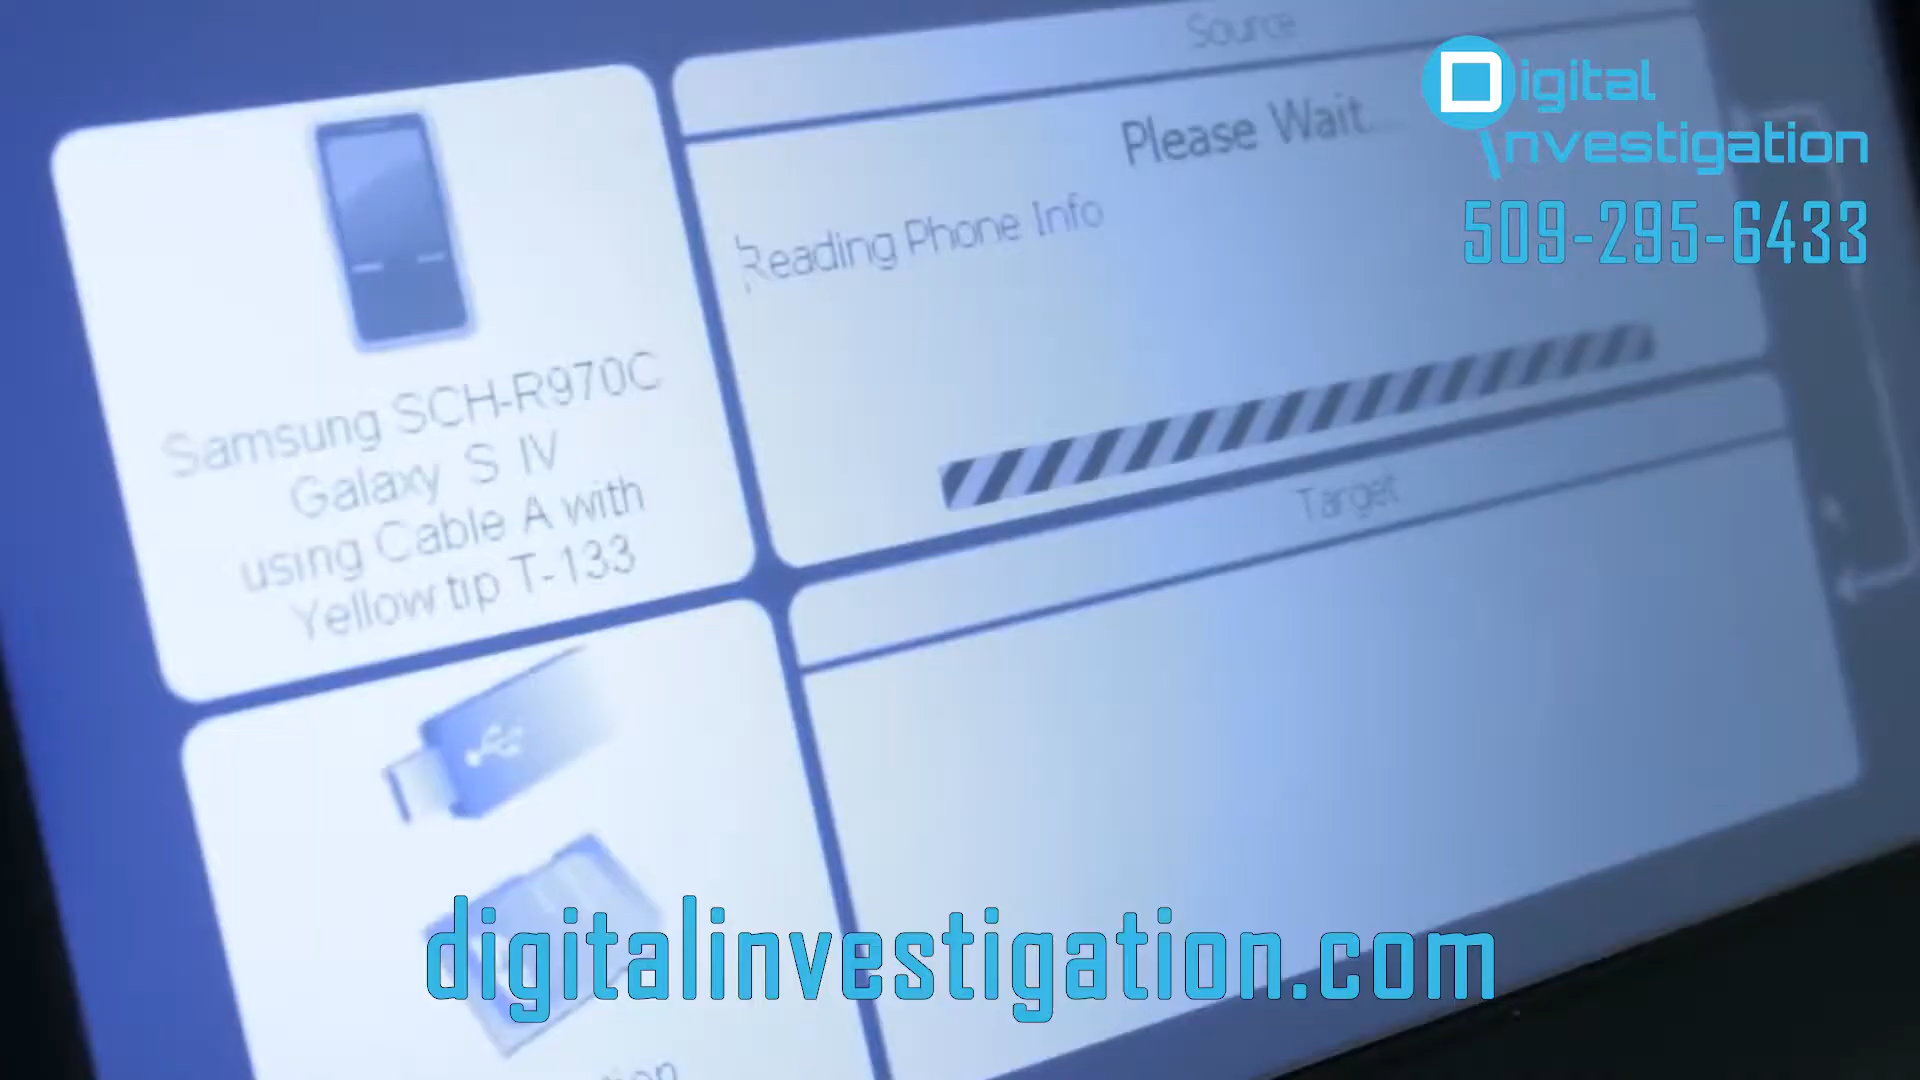 Source
Please Wait...
Reading Phone Info
Samsung SCH-R970C
Galaxy S IV
using Cable A with
Yellow tip T-133
Target
Digital
Investigation
509-295-6433
digitalinvestigation.com